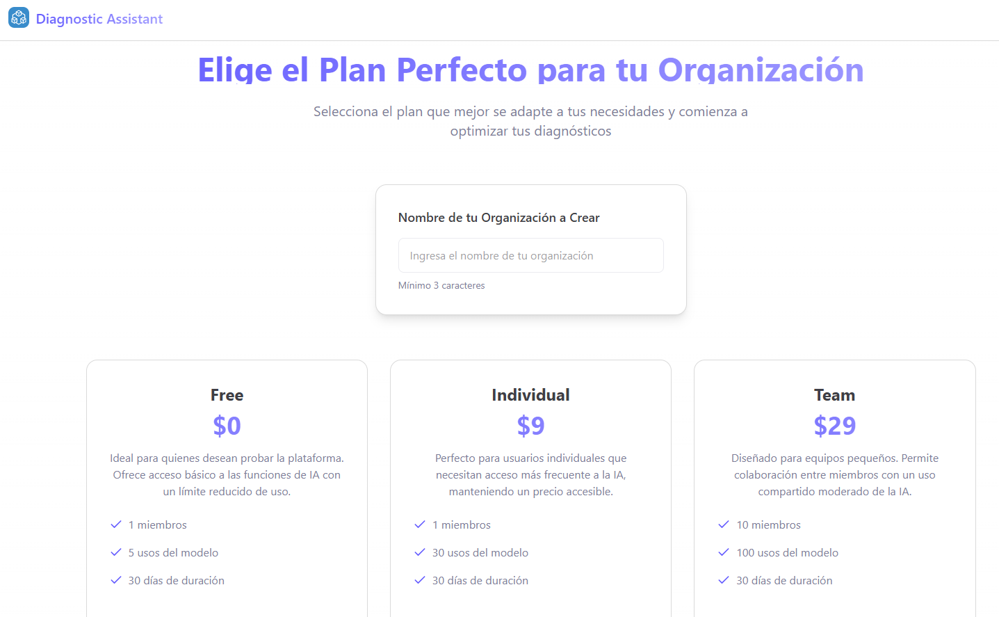 Diagnostic Assistant
Elige el Plan Perfecto para tu Organización
Selecciona el plan que mejor se adapte a tus necesidades y comienza a
optimizar tus diagnósticos
Nombre de tu Organización a Crear
Ingresa el nombre de tu organización
Mínimo 3 caracteres
Free
$0
Ideal para quienes desean probar la plataforma.
Ofrece acceso básico a las funciones de IA con
un límite reducido de uso.
1 miembros
5 usos del modelo
30 días de duración
Individual
$9
Perfecto para usuarios individuales que
necesitan acceso más frecuente a la IA,
manteniendo un precio accesible.
1 miembros
30 usos del modelo
30 días de duración
Team
$29
Diseñado para equipos pequeños. Permite
colaboración entre miembros con un uso
compartido moderado de la IA.
10 miembros
100 usos del modelo
30 días de duración